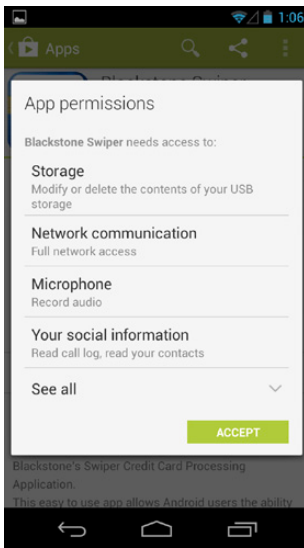 1:06
Apps
Blackstone Swiper
App permissions
Blackstone Swiper needs access to:
Storage
Modify or delete the contents of your USB
storage
Network communication
Full network access
Microphone
Record audio
Your social information
Read call log, read your contacts
See all
ACCEPT
Blackstone's Swiper Credit Card Processing
Application.
This easy to use app allows Android users the ability